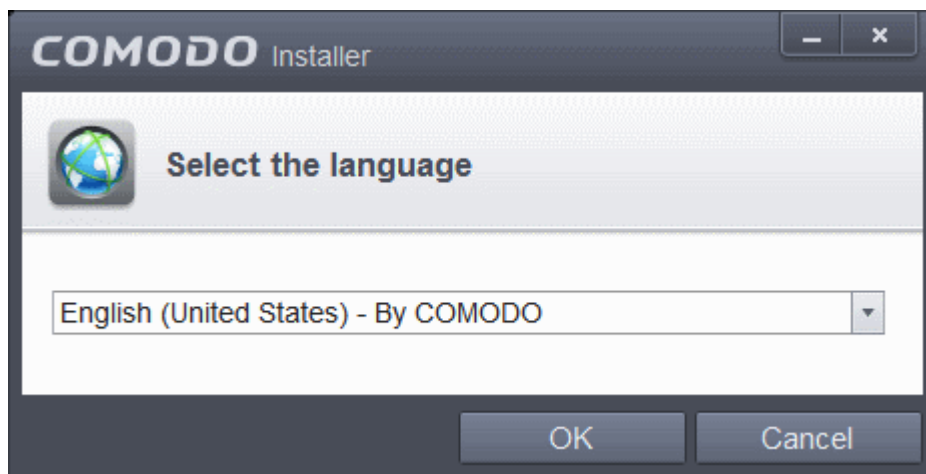 COMODO Installer
Select the language
English (United States) - By COMODO
OK Cancel